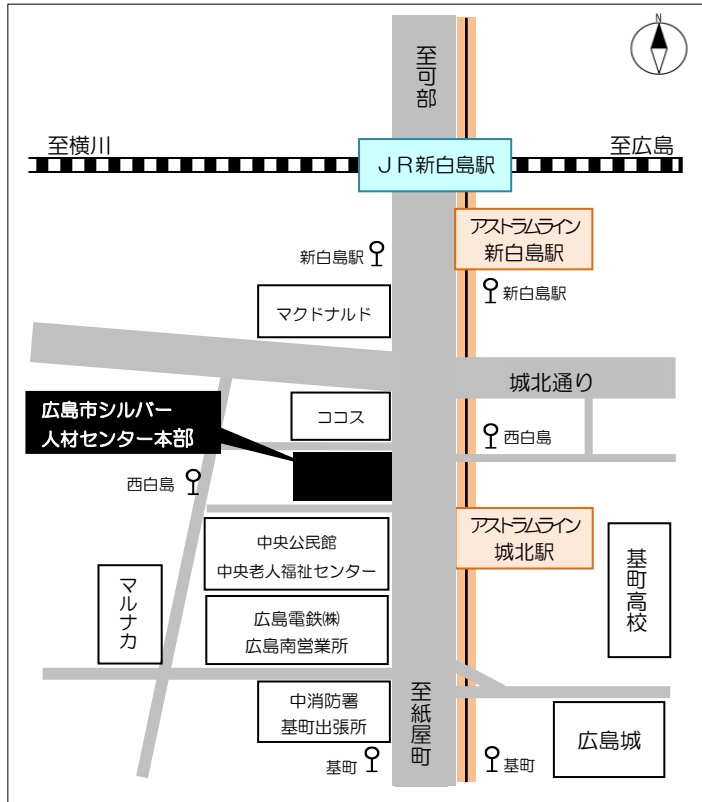 N
至可部
至横川
至広島
JR新白島駅
アストラムライン
新白島駅
新白島駅
新白島駅
マクドナルド
城北通り
広島市シルバー
人材センター本部
ココス
西白島
西白島
アストラムライン
城北駅
中央公民館
中央老人福祉センター
基町高校
マルナカ
広島電鉄㈱
広島南営業所
至紙屋町
中消防署
基町出張所
広島城
基町
基町